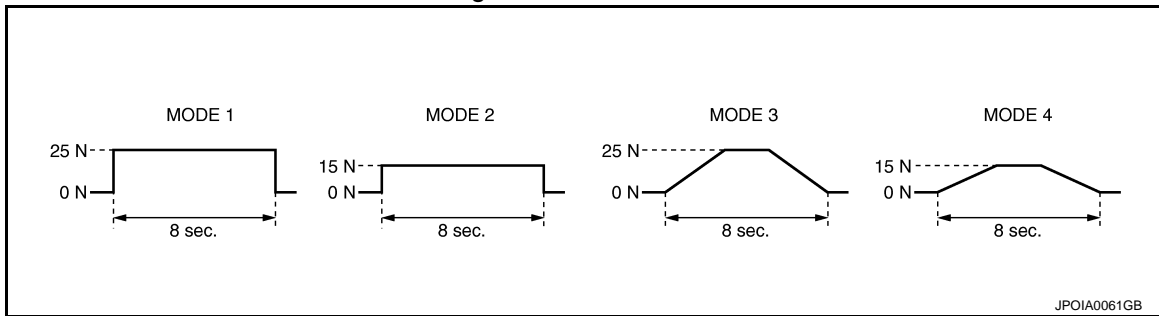 MODE 1
MODE 2
MODE 3
MODE 4
25 N
0 N
8 sec.
15 N
0 N
8 sec.
25 N
0 N
8 sec.
15 N
0 N
8 sec.
JPOIA0061GB